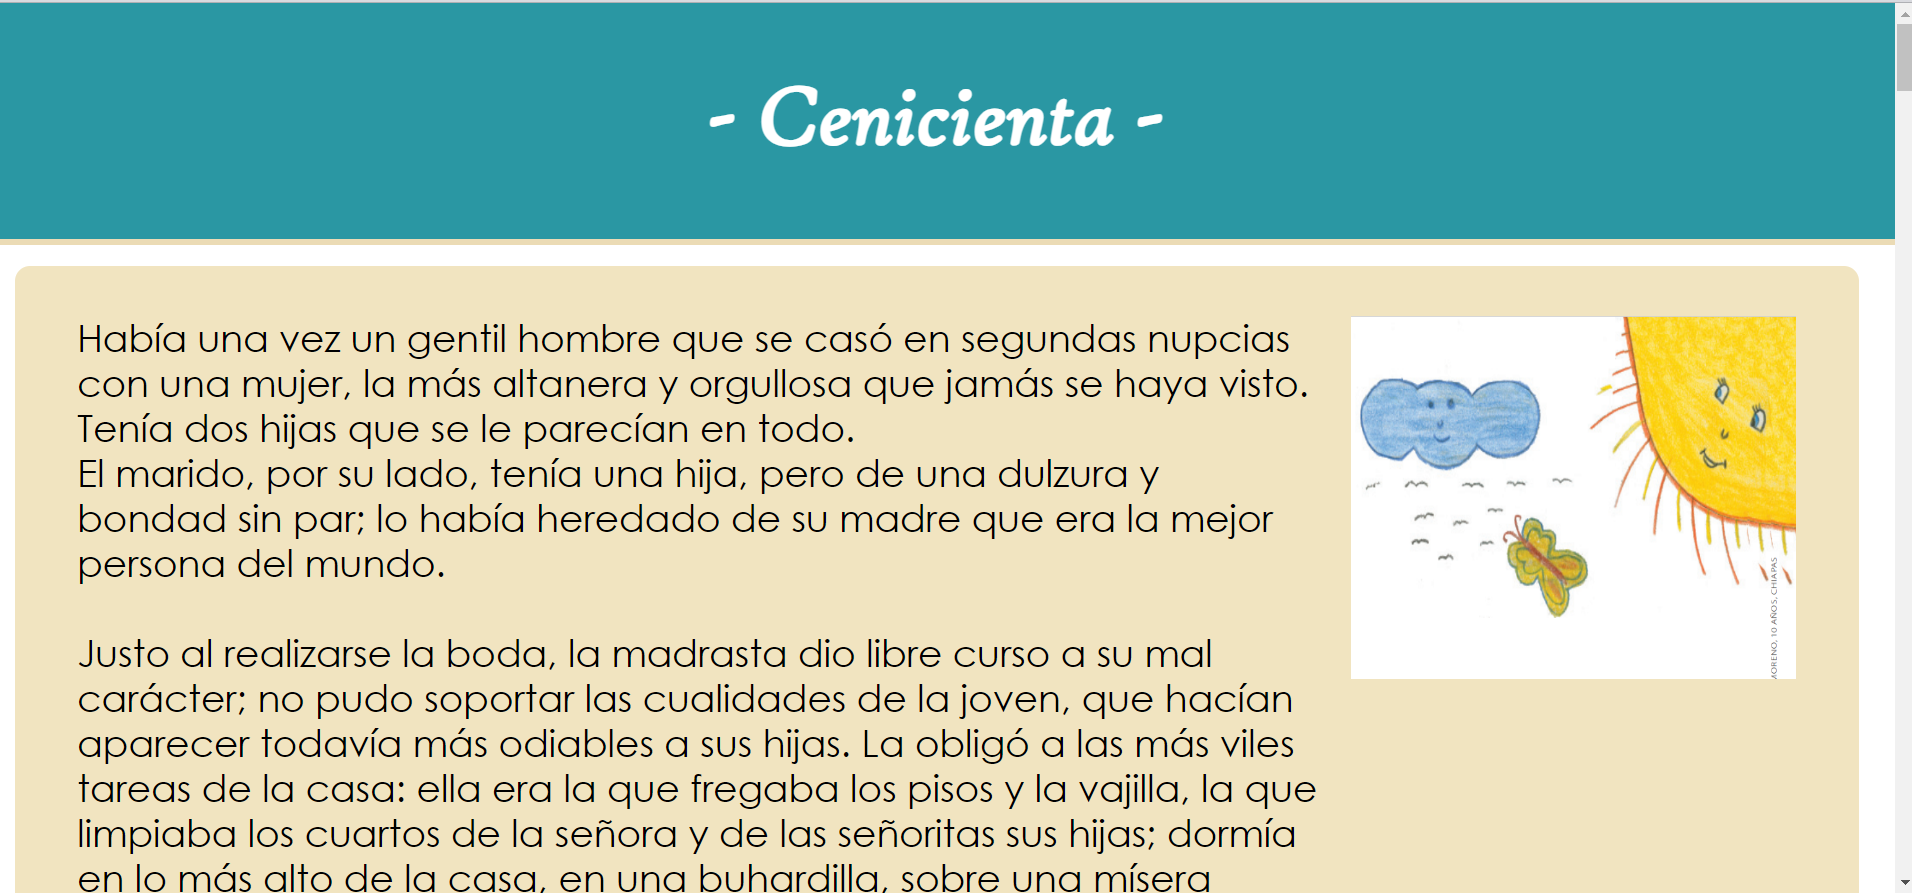 - Cenicienta -
Había una vez un gentil hombre que se casó en segundas nupcias
con una mujer, la más altanera y orgullosa que jamás se haya visto.
Tenía dos hijas que se le parecían en todo.
El marido, por su lado, tenía una hija, pero de una dulzura y
bondad sin par; lo había heredado de su madre que era la mejor
persona del mundo.
Justo al realizarse la boda, la madrasta dio libre curso a su mal
carácter; no pudo soportar las cualidades de la joven, que hacían
aparecer todavía más odiables a sus hijas. La obligó a las más viles
tareas de la casa: ella era la que fregaba los pisos y la vajilla, la que
limpiaba los cuartos de la señora y de las señoritas sus hijas; dormía
en lo más alto de la casa, en una buhardilla, sobre una mísera
MORENO, 10 AÑOS, CHIAPAS